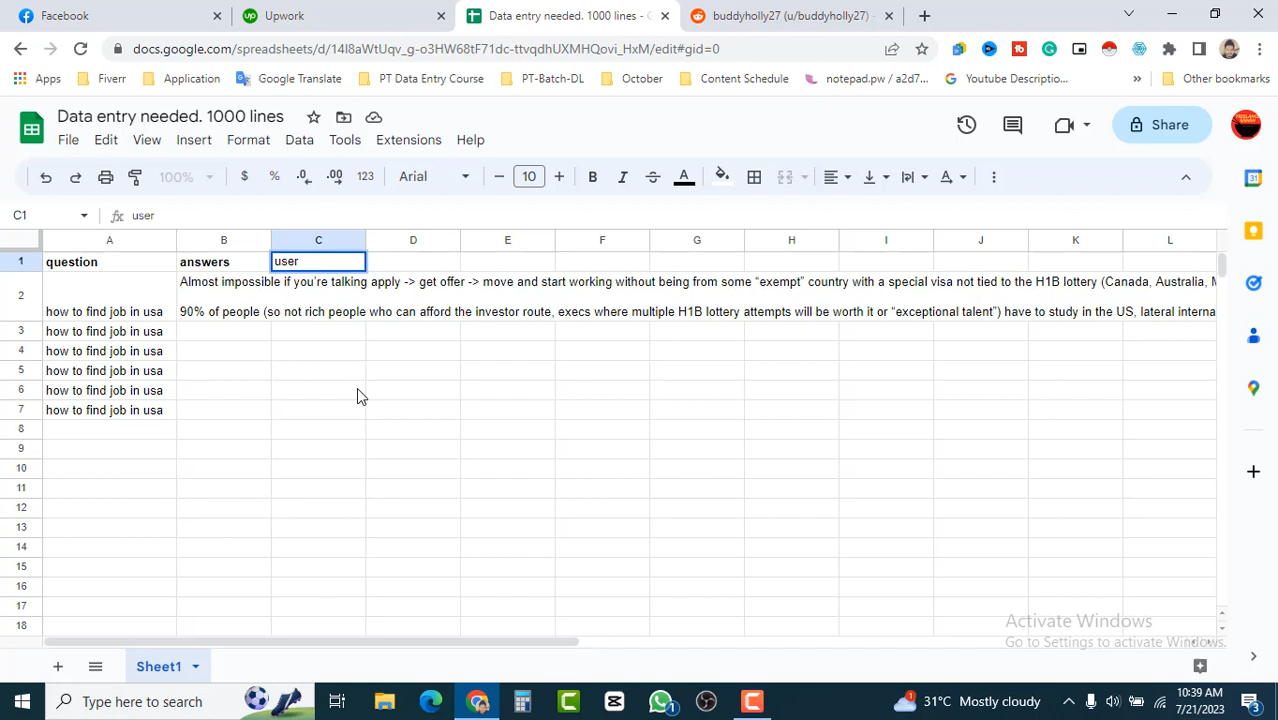 Facebook
Upwork
Data entry needed. 1000 lines - G
buddyholly27 (u/buddyholly27) -
docs.google.com/spreadsheets/d/14I8aWtUqv_g-o3HW68tF71dc-ttvqdhUXMHQovi_HxM/edit#gid=0
Apps
Fiverr
Application
Google Translate
PT Data Entry Course
PT-Batch-DL
October
Content Schedule
notepad.pw / a2d7...
Youtube Descriptio...
»
Other bookmarks
Data entry needed. 1000 lines
File Edit View Insert Format Data Tools Extensions Help
Share
100% $ % .0 .00 123 Arial 10 B I S A
C1 fx user
A B C D E F G H I J K L
1 question answers user
Almost impossible if you're talking apply -> get offer -> move and start working without being from some “exempt” country with a special visa not tied to the H1B lottery (Canada, Australia, M
2 how to find job in usa 90% of people (so not rich people who can afford the investor route, execs where multiple H1B lottery attempts will be worth it or “exceptional talent”) have to study in the US, lateral interna
3 how to find job in usa
4 how to find job in usa
5 how to find job in usa
6 how to find job in usa
7 how to find job in usa
8
9
10
11
12
13
14
15
16
17
18
Activate Windows
Go to Settings to activate Windows.
Sheet1
Type here to search
1
1
31°C Mostly cloudy
10:39 AM
7/21/2023
3